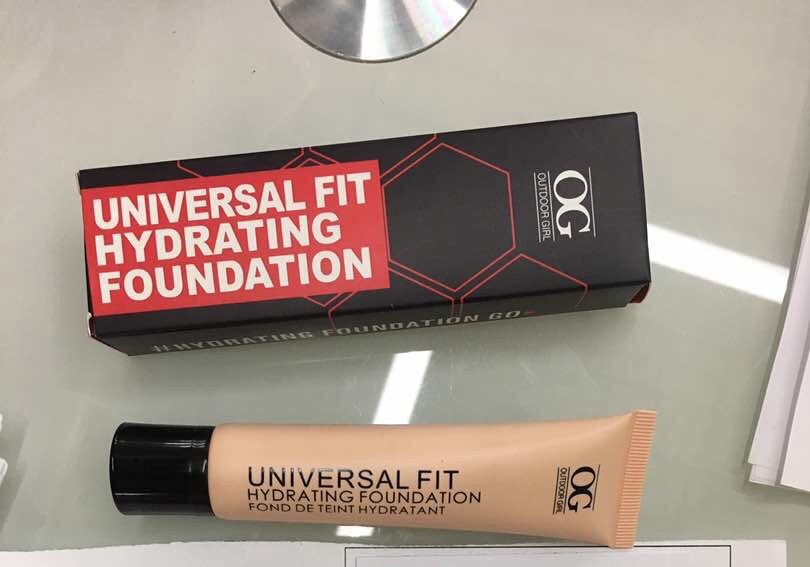 UNIVERSAL FIT
HYDRATING
FOUNDATION
OG
OUTDOOR GIRL
#HYDRATING FOUNDATION GO
UNIVERSAL FIT
HYDRATING FOUNDATION
FOND DE TEINT HYDRATANT
OG
OUTDOOR GIRL